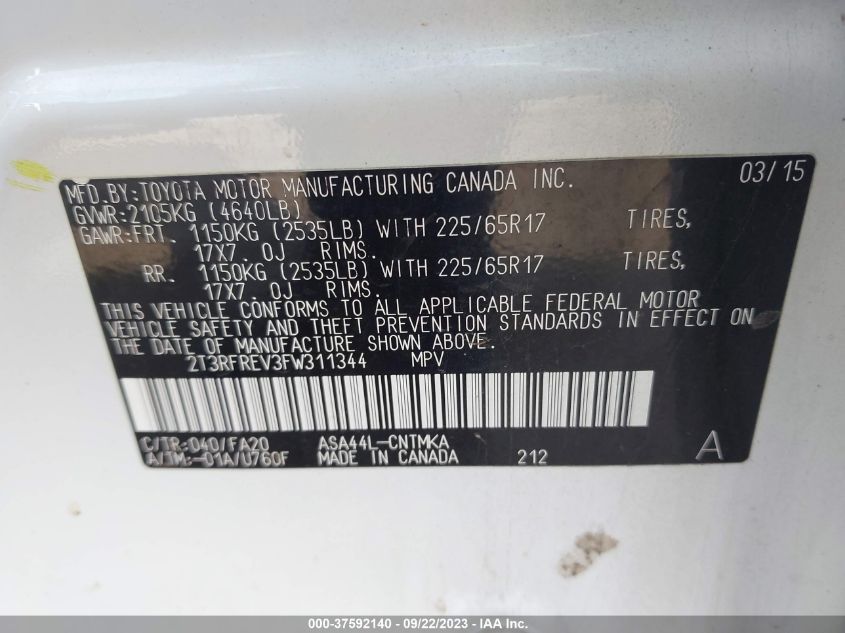 MFD.BY:TOYOTA MOTOR MANUFACTURING CANADA INC. 03/15
GVWR:2105KG (4640LB)
GAWR:FRT. 1150KG (2535LB) WITH 225/65R17 TIRES,
17X7.0J RIMS.
RR. 1150KG (2535LB) WITH 225/65R17 TIRES,
17X7.0J RIMS.
THIS VEHICLE CONFORMS TO ALL APPLICABLE FEDERAL MOTOR
VEHICLE SAFETY AND THEFT PREVENTION STANDARDS IN EFFECT ON
THE DATE OF MANUFACTURE SHOWN ABOVE.
2T3RFREV3FW311344 MPV
C/TR:040/FA20 ASA44L-CNTMKA
A/TM:-01A/U760F MADE IN CANADA 212 A
000-37592140 - 09/22/2023 - IAA Inc.